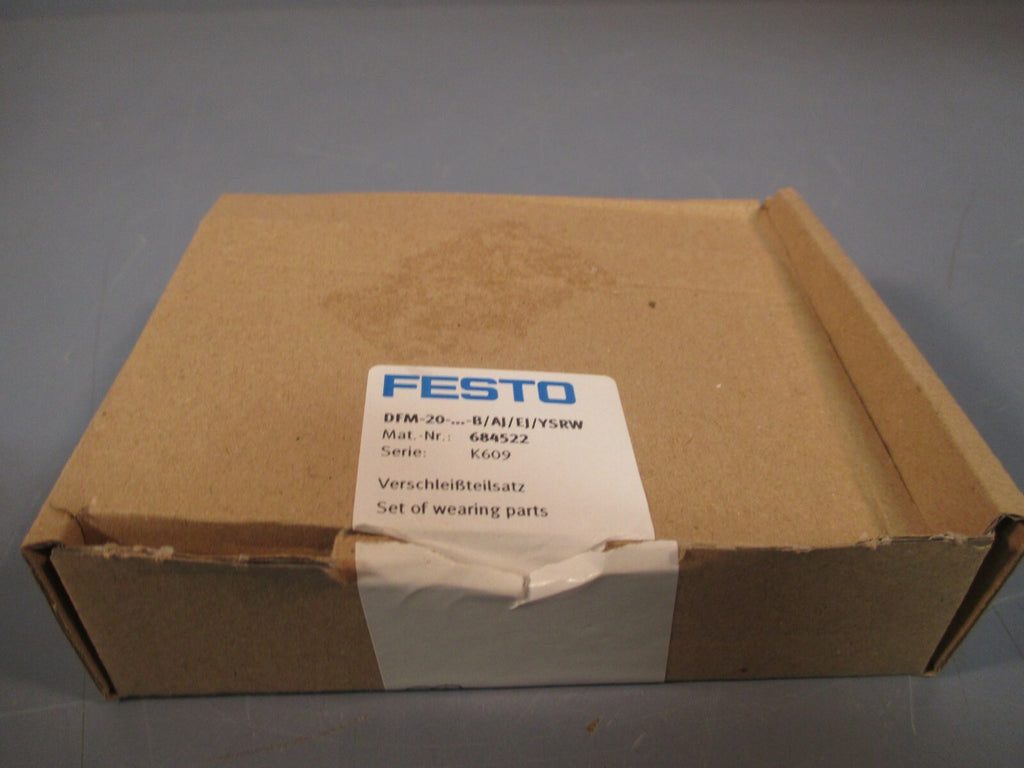 FESTO
DFM-20-...-B/AJ/EJ/YSRW
Mat.-Nr.: 684522
Serie: K609
Verschleißteilsatz
Set of wearing parts